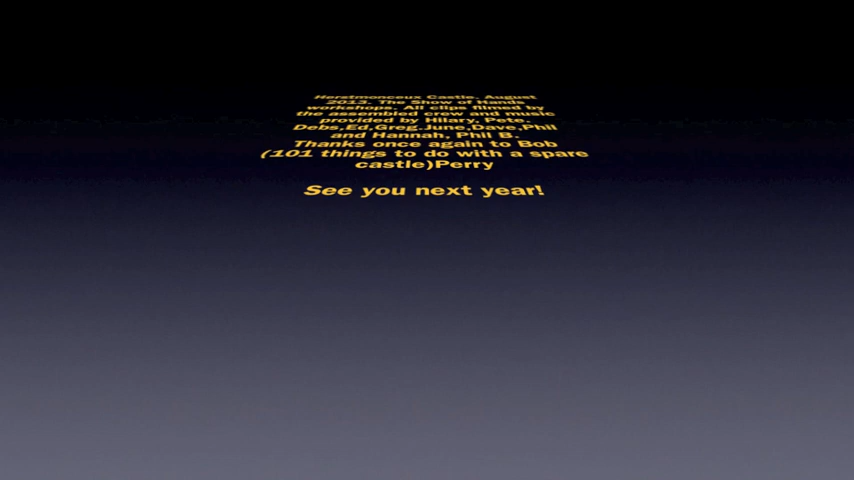 Herstmonceux Castle. August
2013. The Show of Hands
workshops. All clips filmed by
the assembled crew and music
provided by Hilary, Pete.
Debs,Ed,Greg,June,Dave,Phil
and Hannah, Phil B.
Thanks once again to Bob
(101 things to do with a spare
castle)Perry
See you next year!